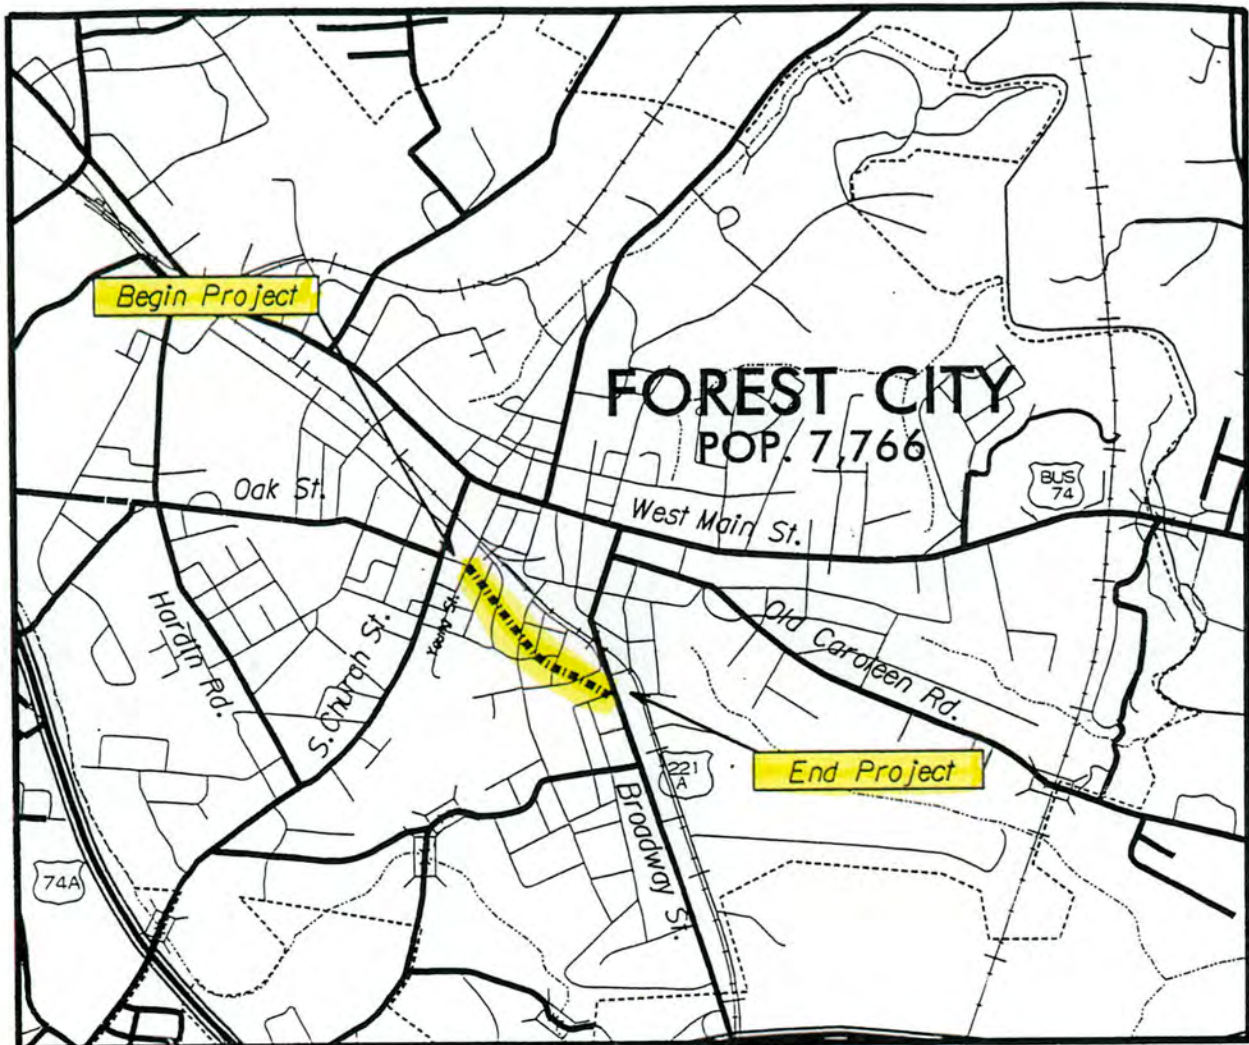 Begin Project
FOREST CITY
POP. 7,766
Oak St.
BUS
74
West Main St.
Hardin Rd.
S. Church St.
Young St.
Old Caroleen Rd.
221
A
End Project
Broadway St.
74A